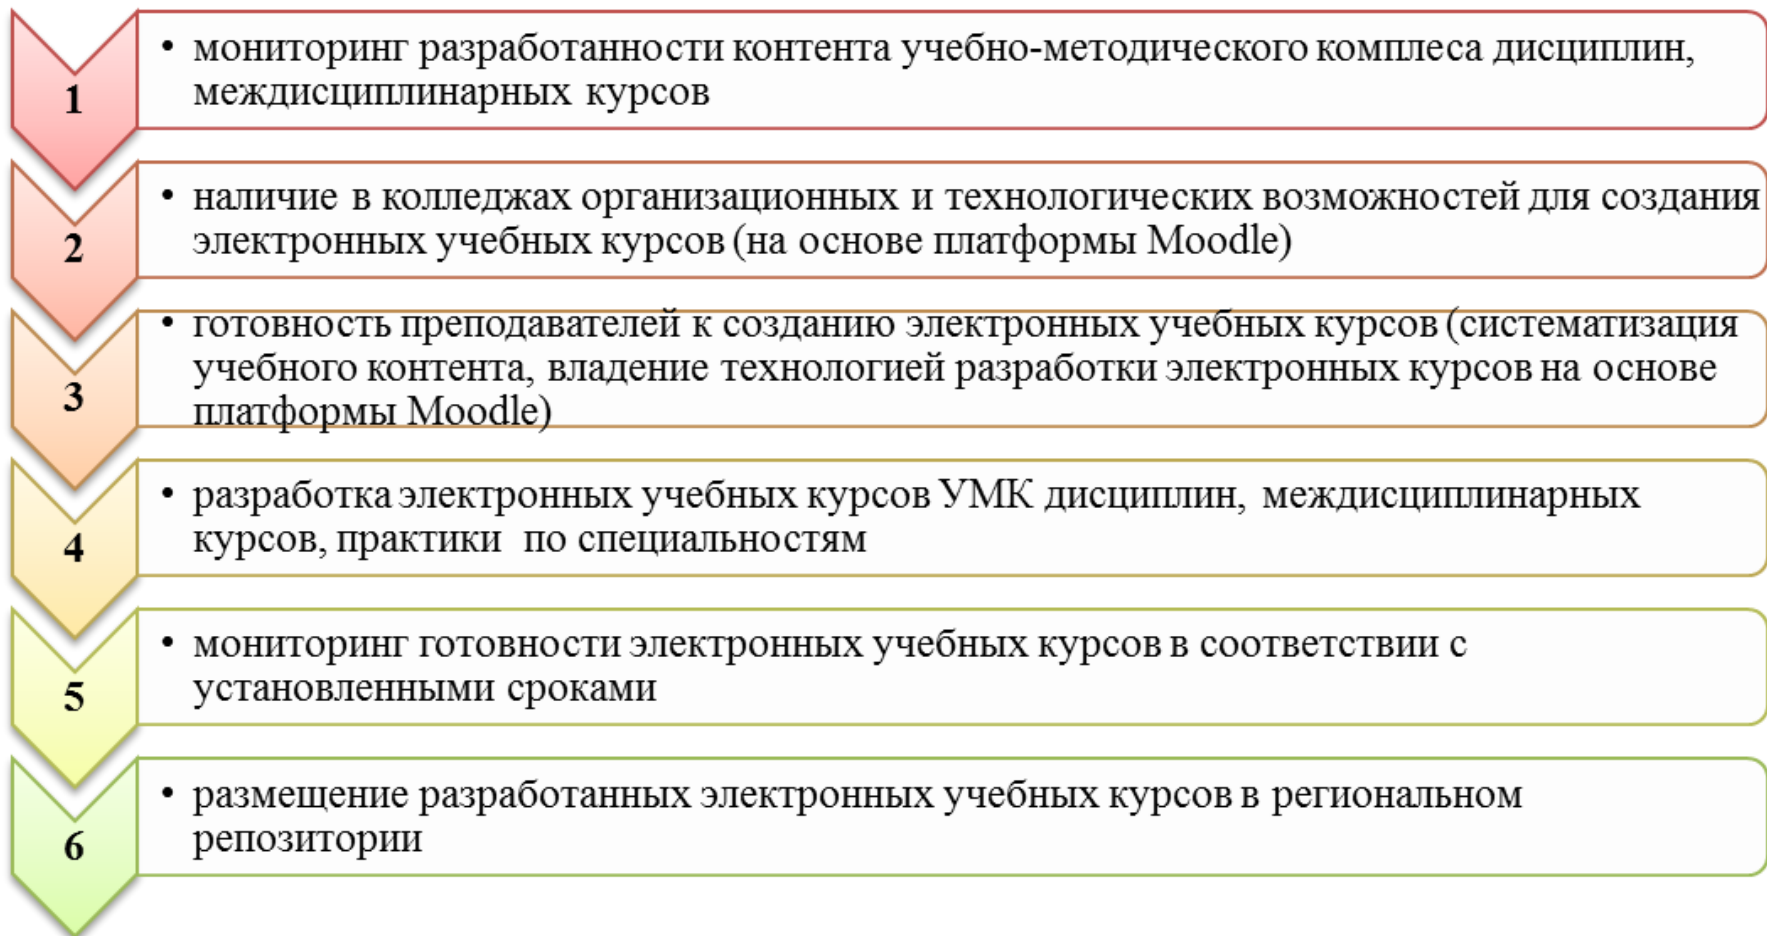 1
• мониторинг разработанности контента учебно-методического комплеса дисциплин,
междисциплинарных курсов
2
• наличие в колледжах организационных и технологических возможностей для создания
электронных учебных курсов (на основе платформы Moodle)
3
• готовность преподавателей к созданию электронных учебных курсов (систематизация
учебного контента, владение технологией разработки электронных курсов на основе
платформы Moodle)
4
• разработка электронных учебных курсов УМК дисциплин, междисциплинарных
курсов, практики по специальностям
5
• мониторинг готовности электронных учебных курсов в соответствии с
установленными сроками
6
• размещение разработанных электронных учебных курсов в региональном
репозитории